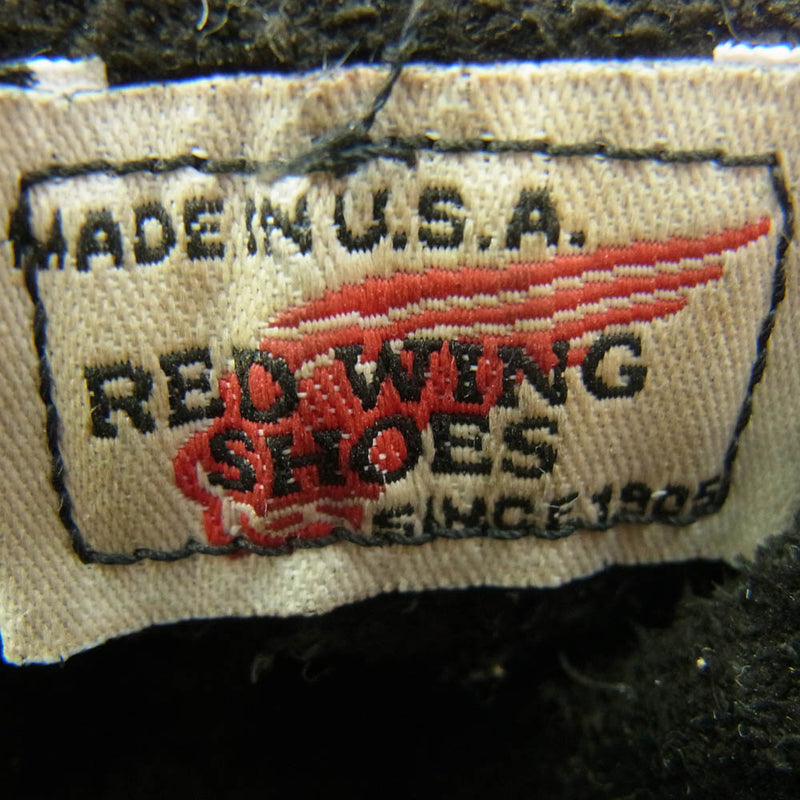 MADE IN U.S.A.
RED WING
SHOES
SINCE 1905